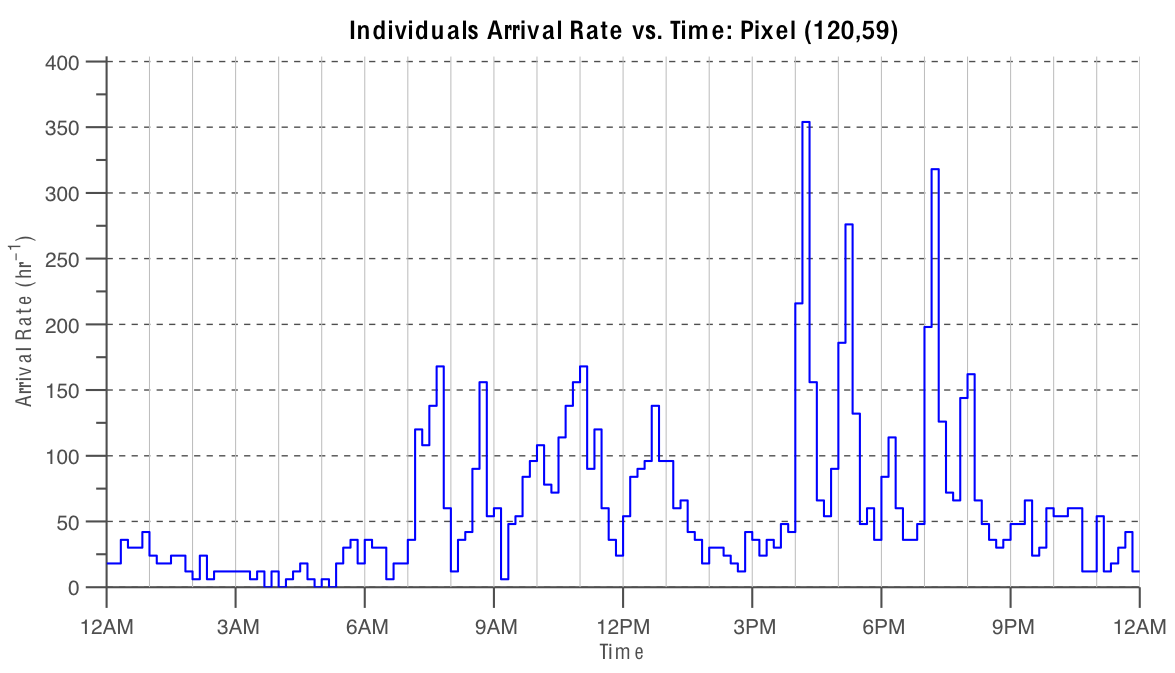 Individuals Arrival Rate vs. Time: Pixel (120,59)
400
350
300
250
200
150
100
50
0
Arrival Rate (hr⁻¹)
12AM 3AM 6AM 9AM 12PM 3PM 6PM 9PM 12AM
Time